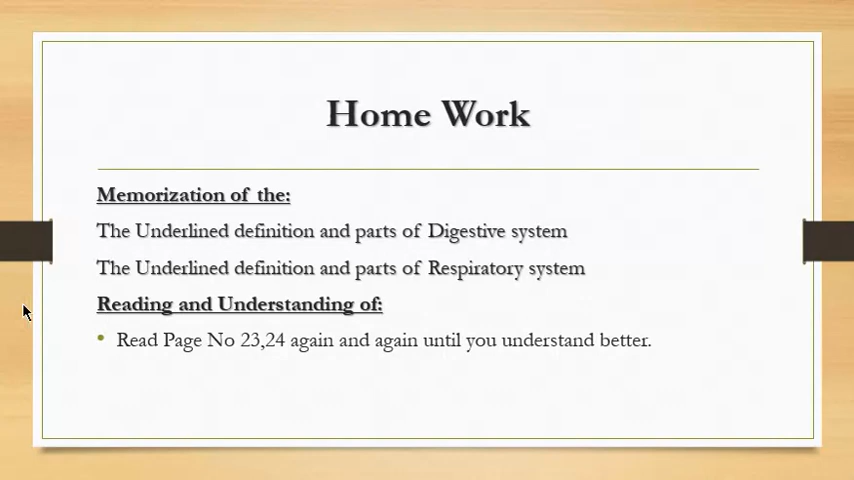 Home Work
Memorization of the:
The Underlined definition and parts of Digestive system
The Underlined definition and parts of Respiratory system
Reading and Understanding of:
• Read Page No 23,24 again and again until you understand better.